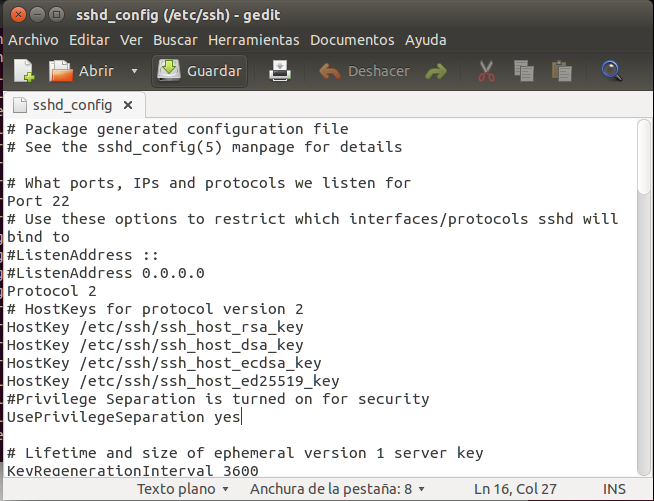 sshd_config (/etc/ssh) - gedit
Archivo Editar Ver Buscar Herramientas Documentos Ayuda
Abrir Guardar Deshacer
sshd_config
# Package generated configuration file
# See the sshd_config(5) manpage for details
# What ports, IPs and protocols we listen for
Port 22
# Use these options to restrict which interfaces/protocols sshd will
bind to
#ListenAddress ::
#ListenAddress 0.0.0.0
Protocol 2
# HostKeys for protocol version 2
HostKey /etc/ssh/ssh_host_rsa_key
HostKey /etc/ssh/ssh_host_dsa_key
HostKey /etc/ssh/ssh_host_ecdsa_key
HostKey /etc/ssh/ssh_host_ed25519_key
#Privilege Separation is turned on for security
UsePrivilegeSeparation yes
# Lifetime and size of ephemeral version 1 server key
KeyRegenerationInterval 3600
Texto plano Anchura de la pestaña: 8 Ln 16, Col 27 INS